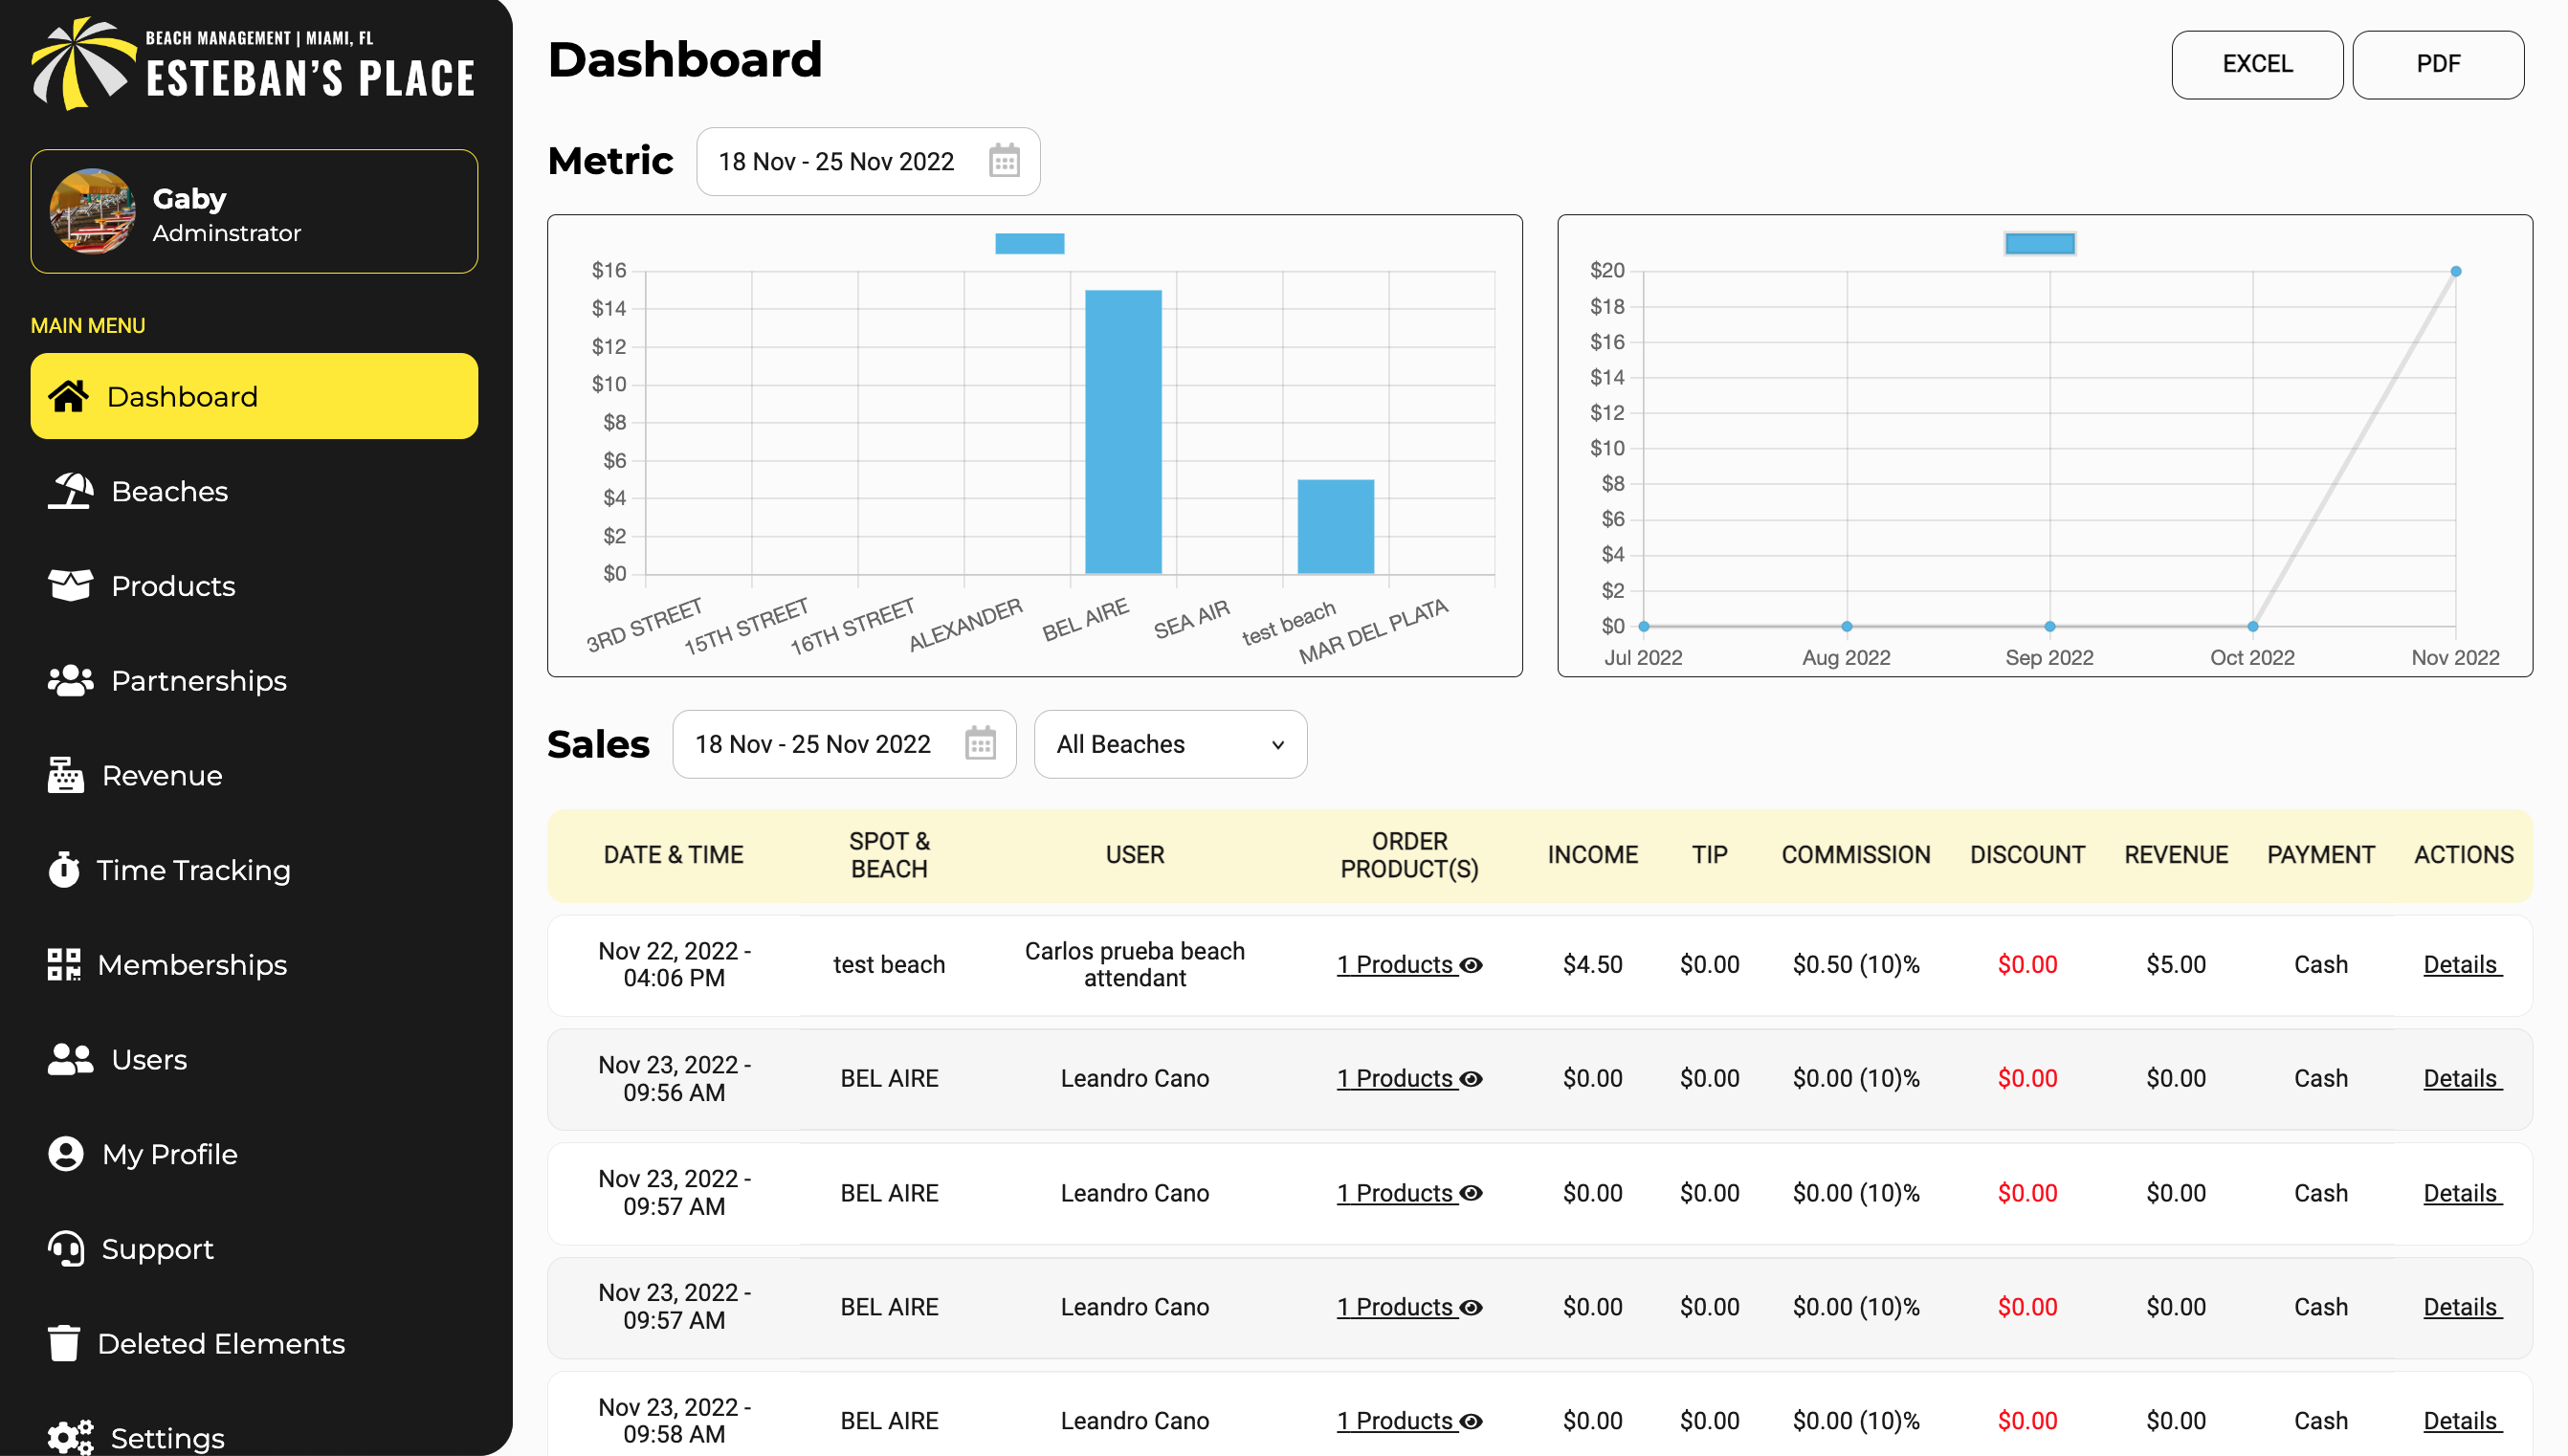 BEACH MANAGEMENT | MIAMI, FL
ESTEBAN'S PLACE
Gaby
Adminstrator
MAIN MENU
Dashboard
Beaches
Products
Partnerships
Revenue
Time Tracking
Memberships
Users
My Profile
Support
Deleted Elements
Settings
Dashboard
EXCEL
PDF
Metric
18 Nov - 25 Nov 2022
$16
$14
$12
$10
$8
$6
$4
$2
$0
3RD STREET
15TH STREET
16TH STREET
ALEXANDER
BEL AIRE
SEA AIR
test beach
MAR DEL PLATA
$20
$18
$16
$14
$12
$10
$8
$6
$4
$2
$0
Jul 2022
Aug 2022
Sep 2022
Oct 2022
Nov 2022
Sales
18 Nov - 25 Nov 2022
All Beaches
DATE & TIME
SPOT &
BEACH
USER
ORDER
PRODUCT(S)
INCOME
TIP
COMMISSION
DISCOUNT
REVENUE
PAYMENT
ACTIONS
Nov 22, 2022 -
04:06 PM
test beach
Carlos prueba beach
attendant
1 Products
$4.50
$0.00
$0.50 (10)%
$0.00
$5.00
Cash
Details
Nov 23, 2022 -
09:56 AM
BEL AIRE
Leandro Cano
1 Products
$0.00
$0.00
$0.00 (10)%
$0.00
$0.00
Cash
Details
Nov 23, 2022 -
09:57 AM
BEL AIRE
Leandro Cano
1 Products
$0.00
$0.00
$0.00 (10)%
$0.00
$0.00
Cash
Details
Nov 23, 2022 -
09:57 AM
BEL AIRE
Leandro Cano
1 Products
$0.00
$0.00
$0.00 (10)%
$0.00
$0.00
Cash
Details
Nov 23, 2022 -
09:58 AM
BEL AIRE
Leandro Cano
1 Products
$0.00
$0.00
$0.00 (10)%
$0.00
$0.00
Cash
Details